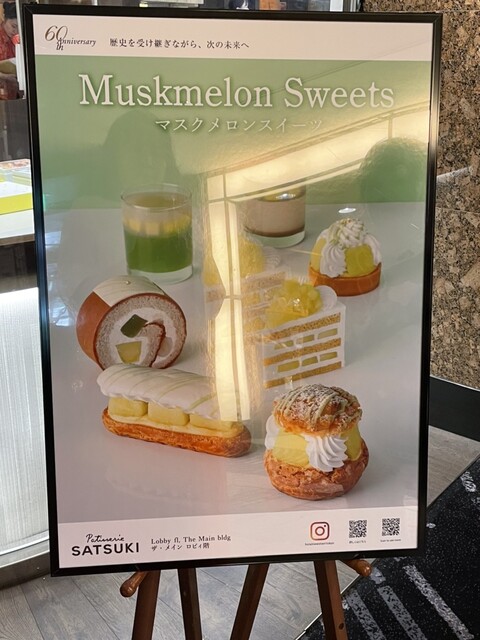 60th Anniversary
歴史を受け継ぎながら、次の未来へ
Muskmelon Sweets
マスクメロンスイーツ
Patisserie
SATSUKI
Lobby fl, The Main bldg
ザ・メイン ロビィ階